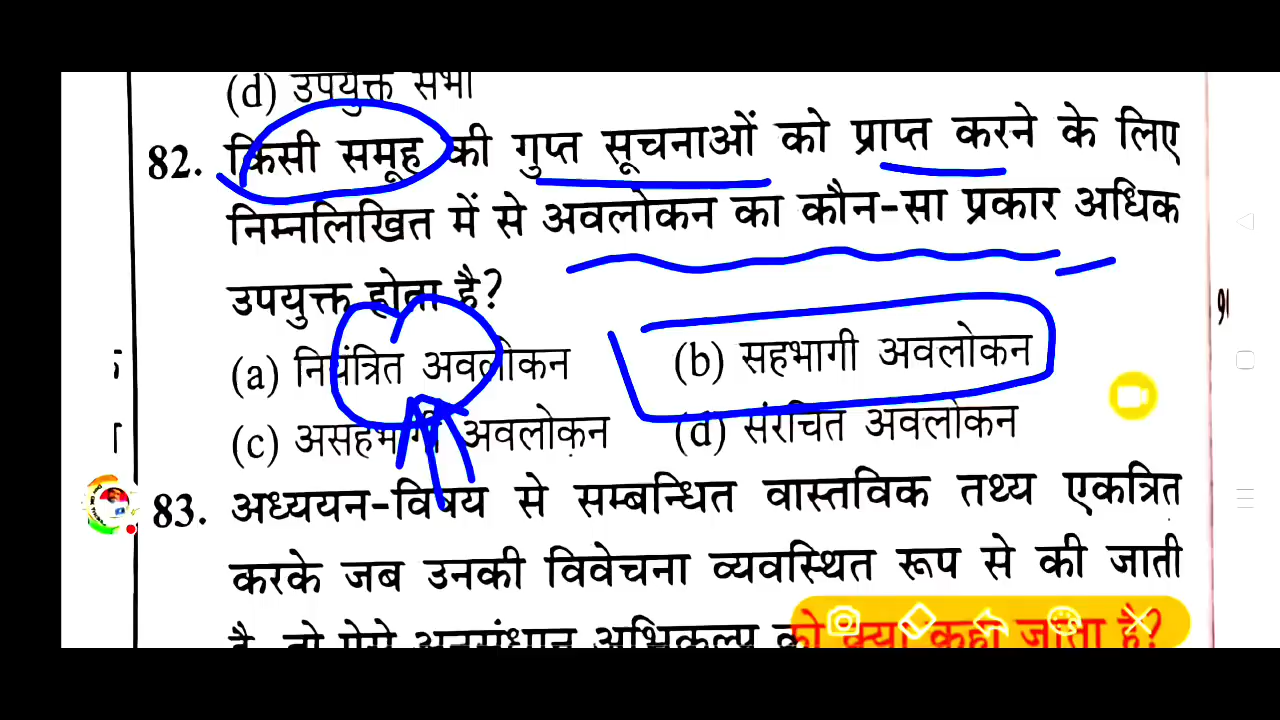 (d) उपयुक्त सभी
82. किसी समूह की गुप्त सूचनाओं को प्राप्त करने के लिए
निम्नलिखित में से अवलोकन का कौन-सा प्रकार अधिक
उपयुक्त होता है?
(a) नियंत्रित अवलोकन (b) सहभागी अवलोकन
(c) असहभागी अवलोकन (d) संरचित अवलोकन
83. अध्ययन-विषय से सम्बन्धित वास्तविक तथ्य एकत्रित
करके जब उनकी विवेचना व्यवस्थित रूप से की जाती
है, तो ऐसे अनुसंधान अभिकल्प को क्या कहा जाता है?